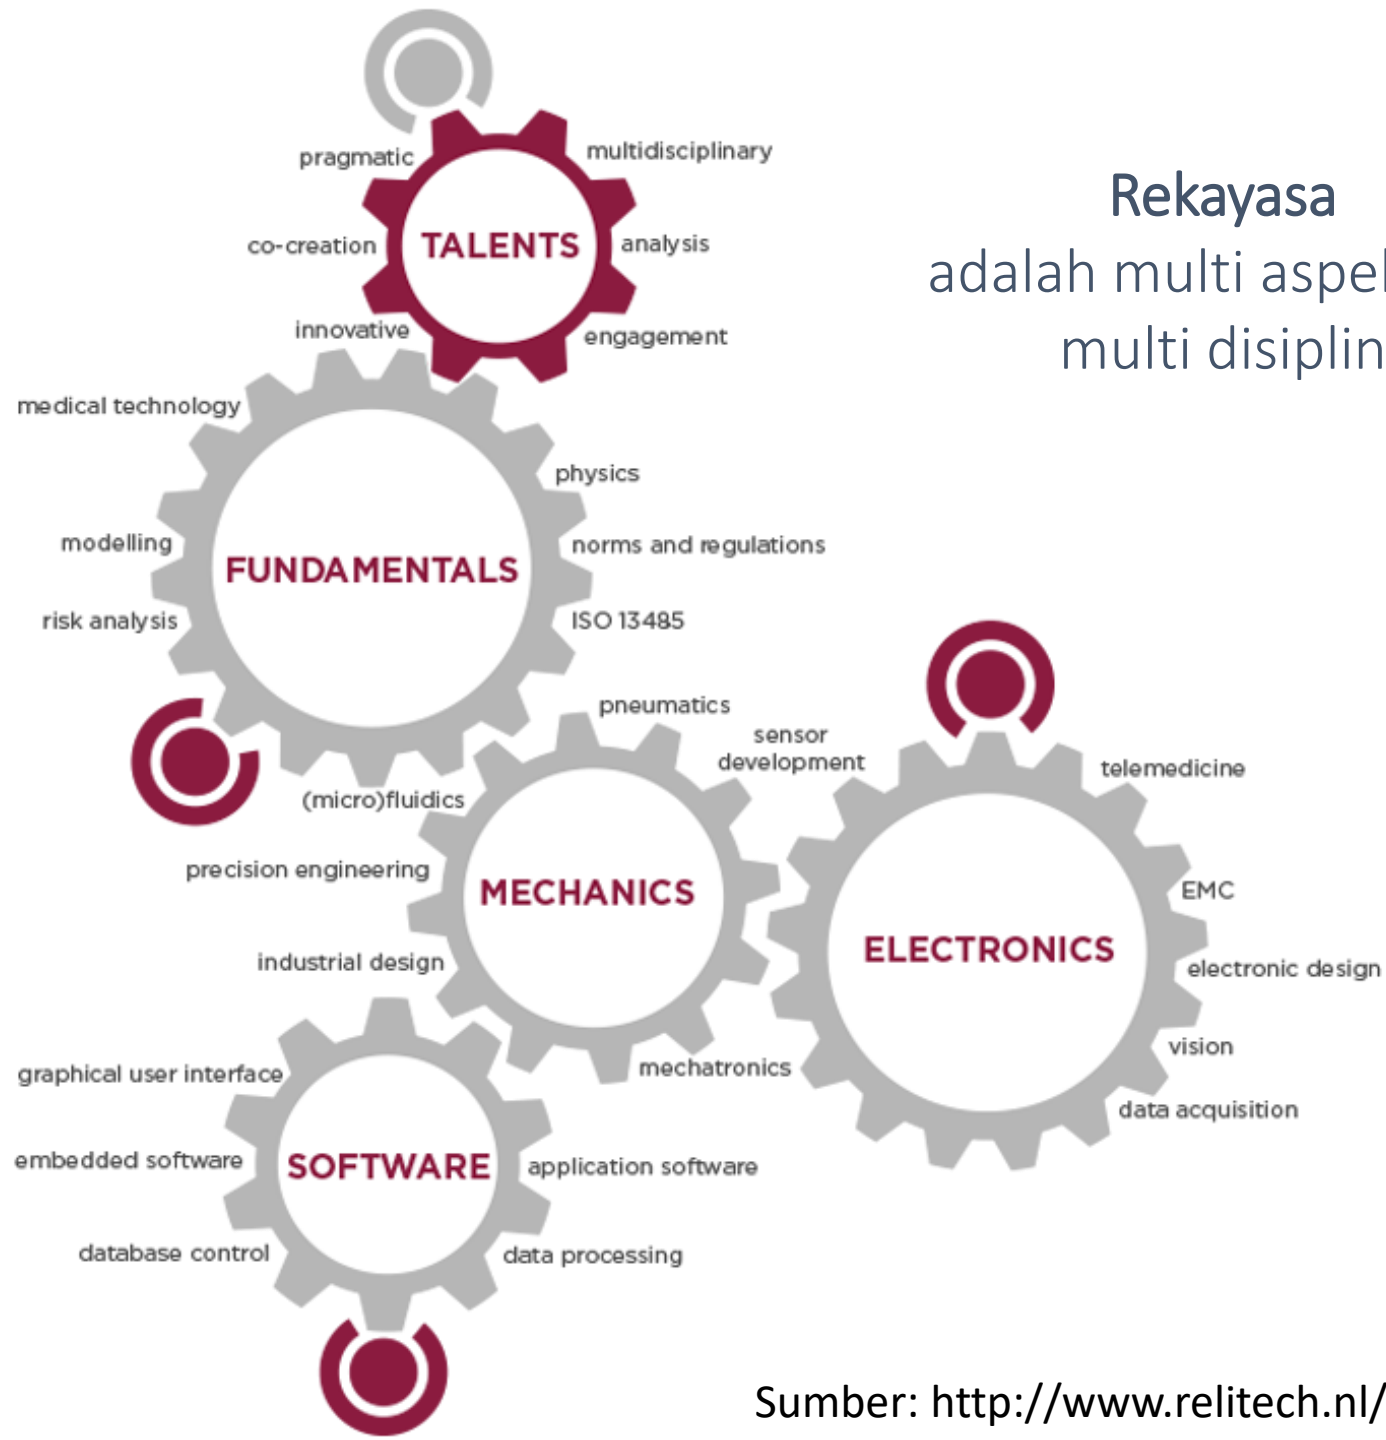 Rekayasa
adalah multi aspe
multi disiplin
pragmatic
multidisciplinary
co-creation
TALENTS
analysis
innovative
engagement
medical technology
physics
modelling
norms and regulations
FUNDAMENTALS
risk analysis
ISO 13485
pneumatics
sensor
development
(micro)fluidics
precision engineering
MECHANICS
industrial design
mechatronics
telemedicine
EMC
ELECTRONICS
electronic design
vision
data acquisition
graphical user interface
embedded software
SOFTWARE
application software
database control
data processing
Sumber: http://www.relitech.nl/